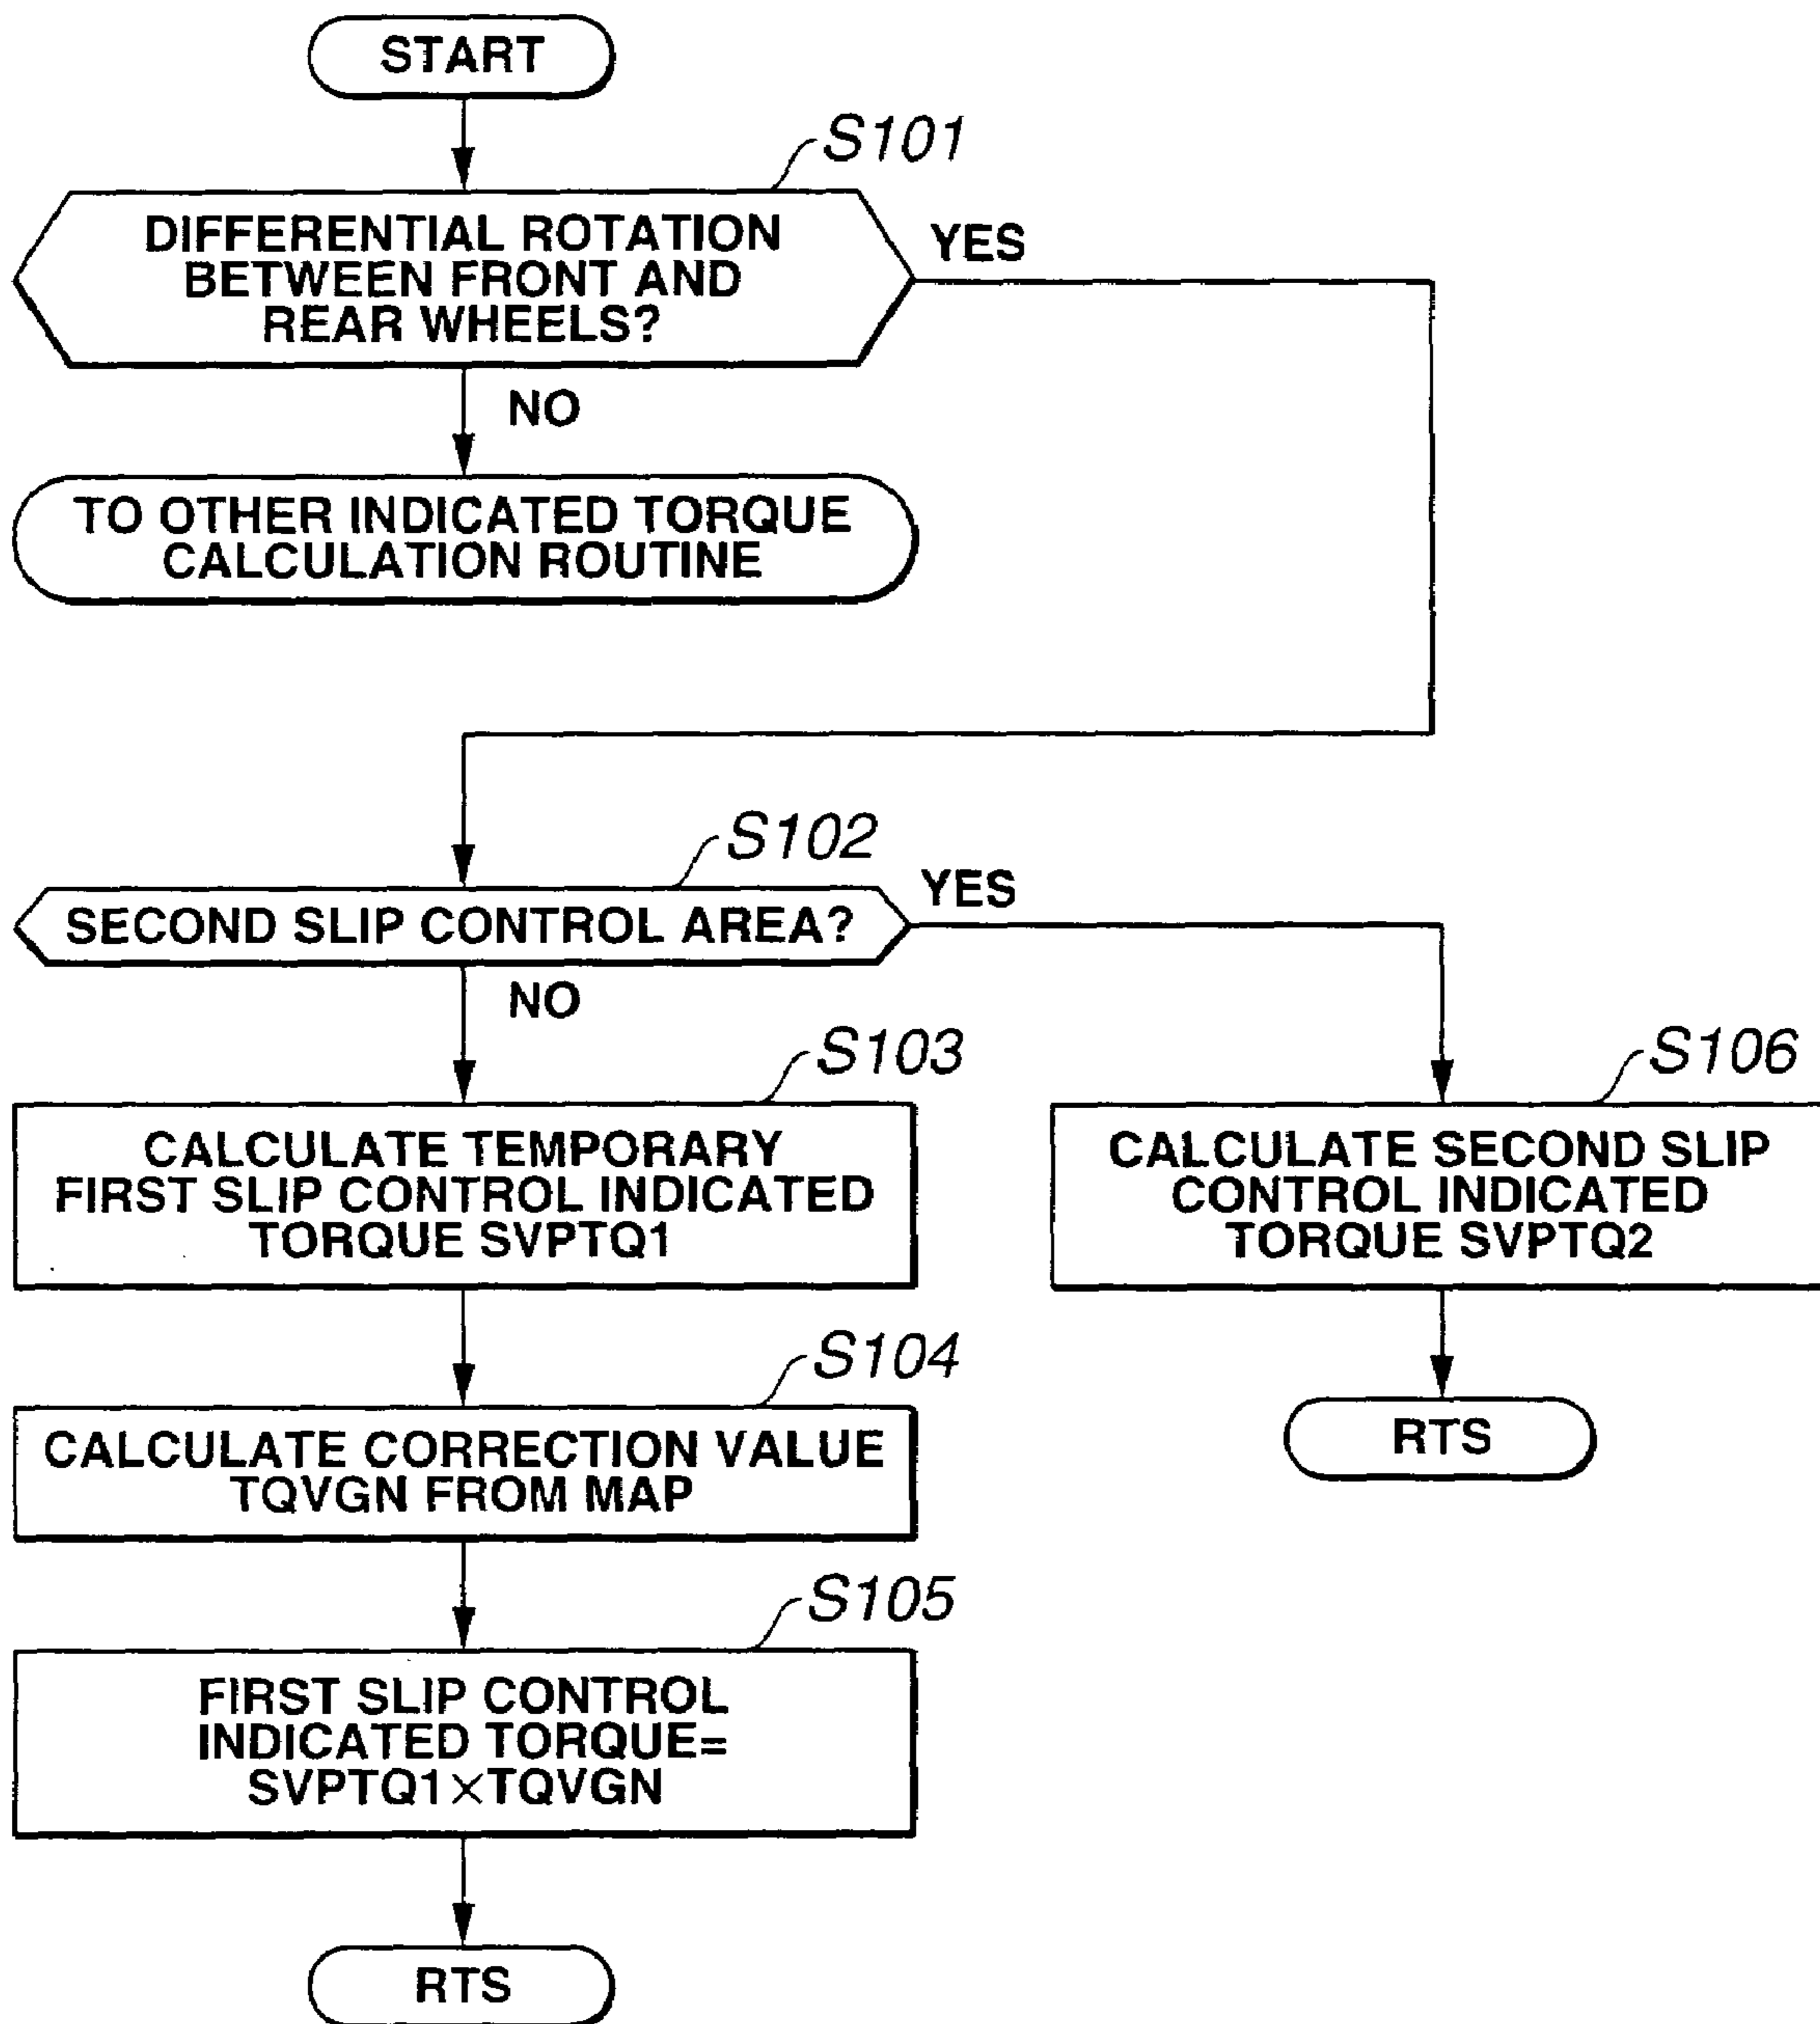 START
S101
DIFFERENTIAL ROTATION
BETWEEN FRONT AND
REAR WHEELS?
YES
NO
TO OTHER INDICATED TORQUE
CALCULATION ROUTINE
S102
SECOND SLIP CONTROL AREA?
YES
NO
S103
CALCULATE TEMPORARY
FIRST SLIP CONTROL INDICATED
TORQUE SVPTQ1
S106
CALCULATE SECOND SLIP
CONTROL INDICATED
TORQUE SVPTQ2
RTS
S104
CALCULATE CORRECTION VALUE
TQVGN FROM MAP
S105
FIRST SLIP CONTROL
INDICATED TORQUE=
SVPTQ1×TQVGN
RTS